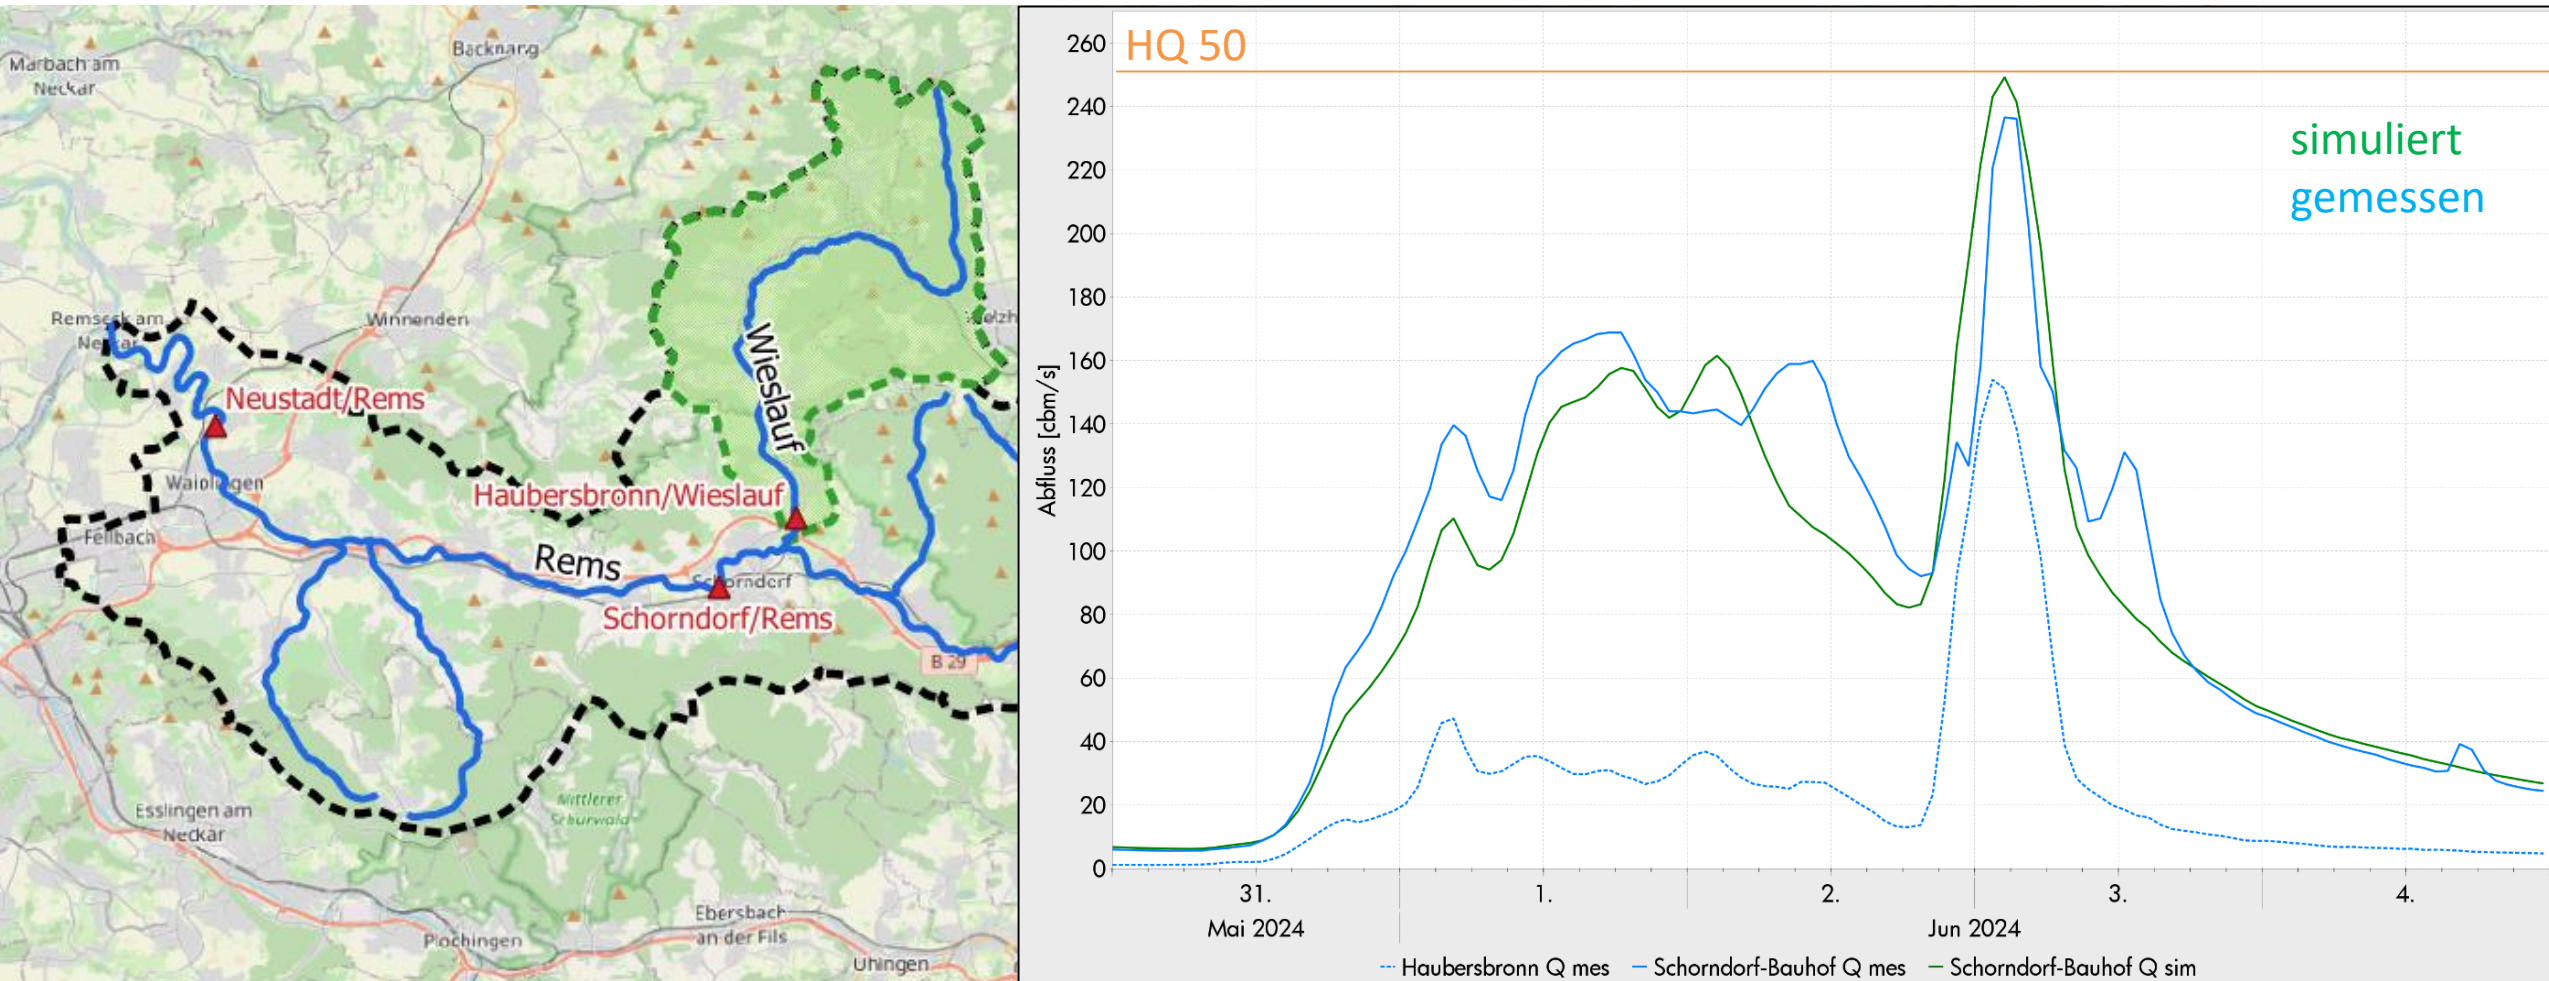 Marbach am
Neckar
Backnang
Remseck am
Neckar
Winnenden
Neustadt/Rems
Wieslauf
Waiblingen
Haubersbronn/Wieslauf
Fellbach
Rems
Schorndorf
Schorndorf/Rems
B 29
Mittlerer
Schurwald
Esslingen am
Neckar
Ebersbach
an der Fils
Plochingen
Uhingen
HQ 50
simuliert
gemessen
Abfluss [cbm/s]
260
240
220
200
180
160
140
120
100
80
60
40
20
0
31. 1. 2. 3. 4.
Mai 2024 Jun 2024
Haubersbronn Q mes Schorndorf-Bauhof Q mes Schorndorf-Bauhof Q sim